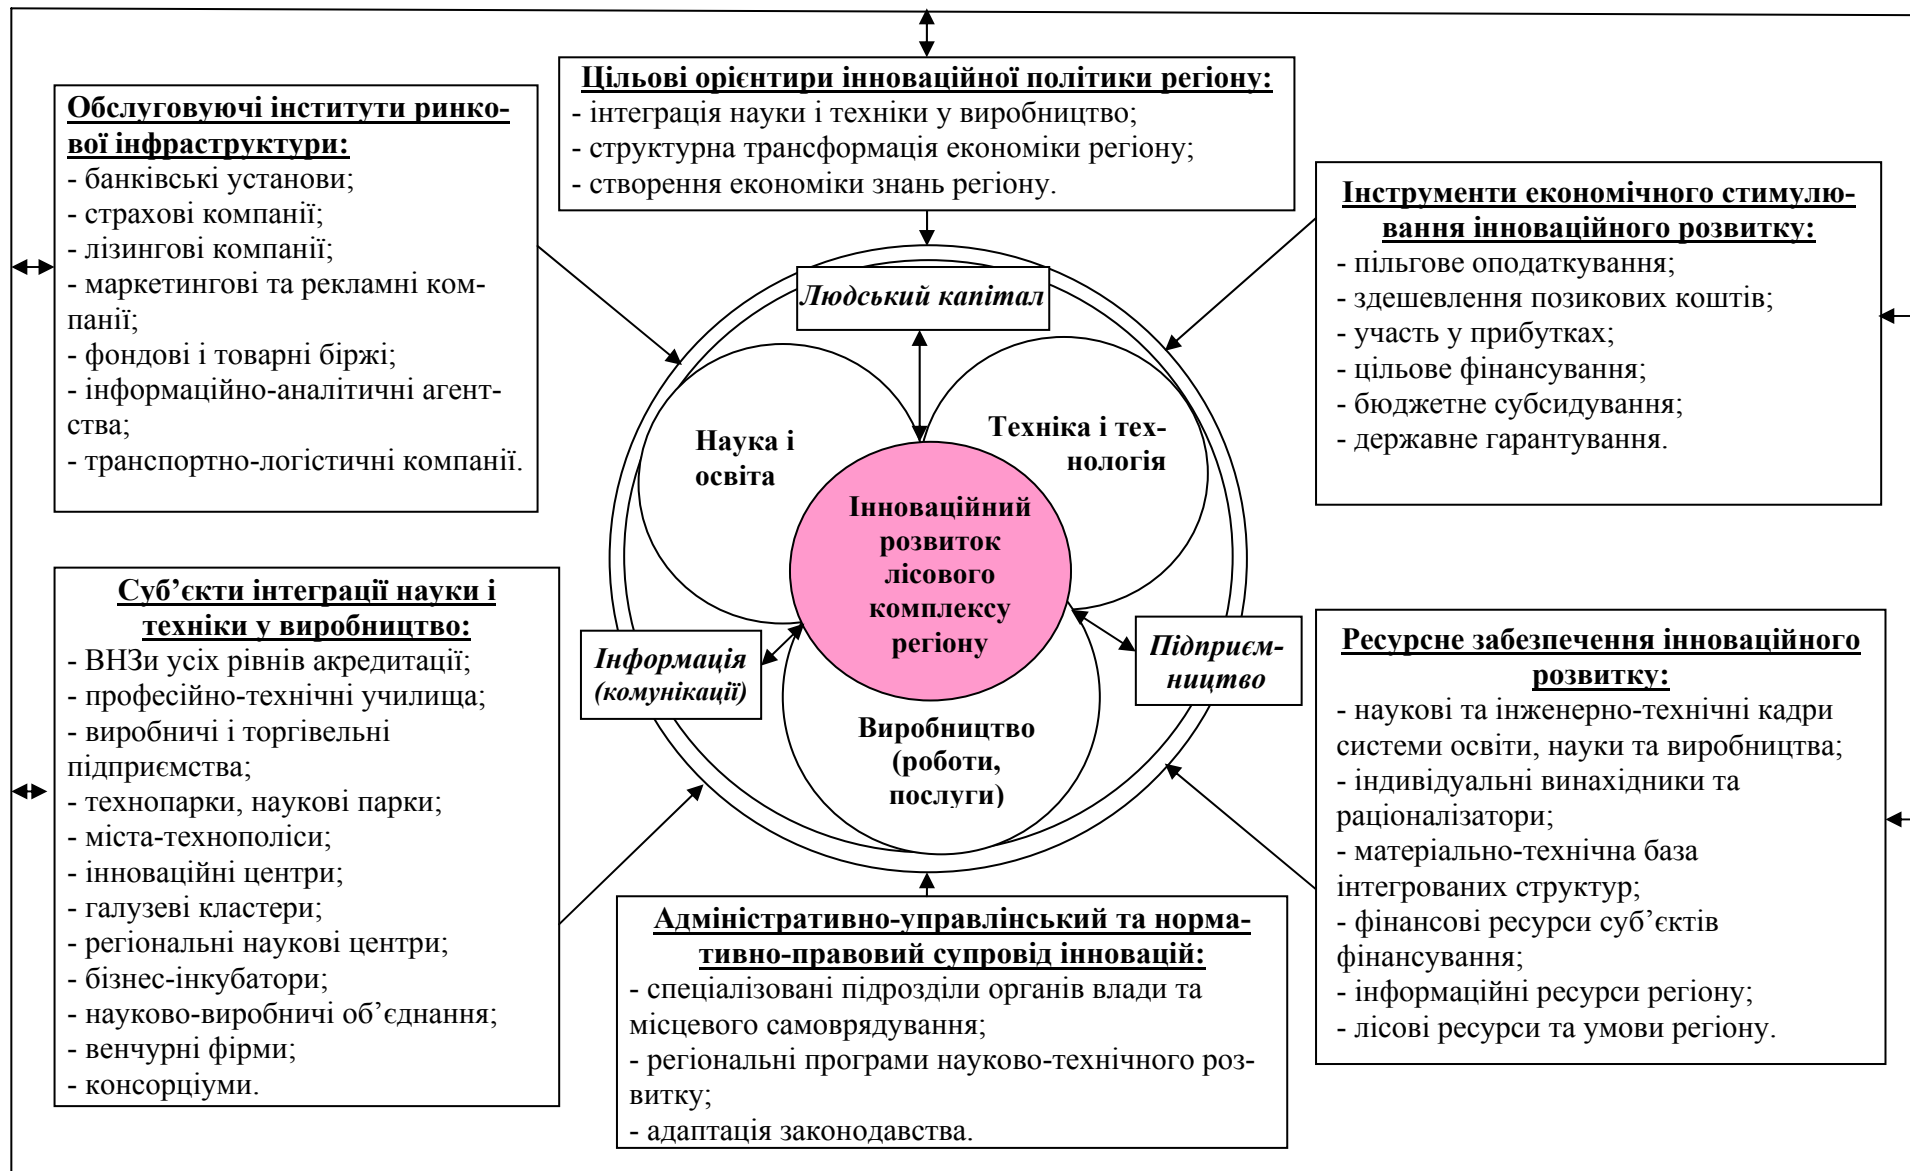 Цільові орієнтири інноваційної політики регіону:
- інтеграція науки і техніки у виробництво;
- структурна трансформація економіки регіону;
- створення економіки знань регіону.
Обслуговуючі інститути ринко-
вої інфраструктури:
- банківські установи;
- страхові компанії;
- лізингові компанії;
- маркетингові та рекламні ком-
панії;
- фондові і товарні біржі;
- інформаційно-аналітичні агент-
ства;
- транспортно-логістичні компанії.
Інструменти економічного стимулю-
вання інноваційного розвитку:
- пільгове оподаткування;
- здешевлення позикових коштів;
- участь у прибутках;
- цільове фінансування;
- бюджетне субсидування;
- державне гарантування.
Людський капітал
Наука і
освіта
Техніка і тех-
нологія
Інноваційний
розвиток
лісового
комплексу
регіону
Інформація
(комунікації)
Підприєм-
ництво
Виробництво
(роботи,
послуги)
Суб’єкти інтеграції науки і
техніки у виробництво:
- ВНЗи усіх рівнів акредитації;
- професійно-технічні училища;
- виробничі і торгівельні
підприємства;
- технопарки, наукові парки;
- міста-технополіси;
- інноваційні центри;
- галузеві кластери;
- регіональні наукові центри;
- бізнес-інкубатори;
- науково-виробничі об’єднання;
- венчурні фірми;
- консорціуми.
Ресурсне забезпечення інноваційного
розвитку:
- наукові та інженерно-технічні кадри
системи освіти, науки та виробництва;
- індивідуальні винахідники та
раціоналізатори;
- матеріально-технічна база
інтегрованих структур;
- фінансові ресурси суб’єктів
фінансування;
- інформаційні ресурси регіону;
- лісові ресурси та умови регіону.
Адміністративно-управлінський та норма-
тивно-правовий супровід інновацій:
- спеціалізовані підрозділи органів влади та
місцевого самоврядування;
- регіональні програми науково-технічного роз-
витку;
- адаптація законодавства.